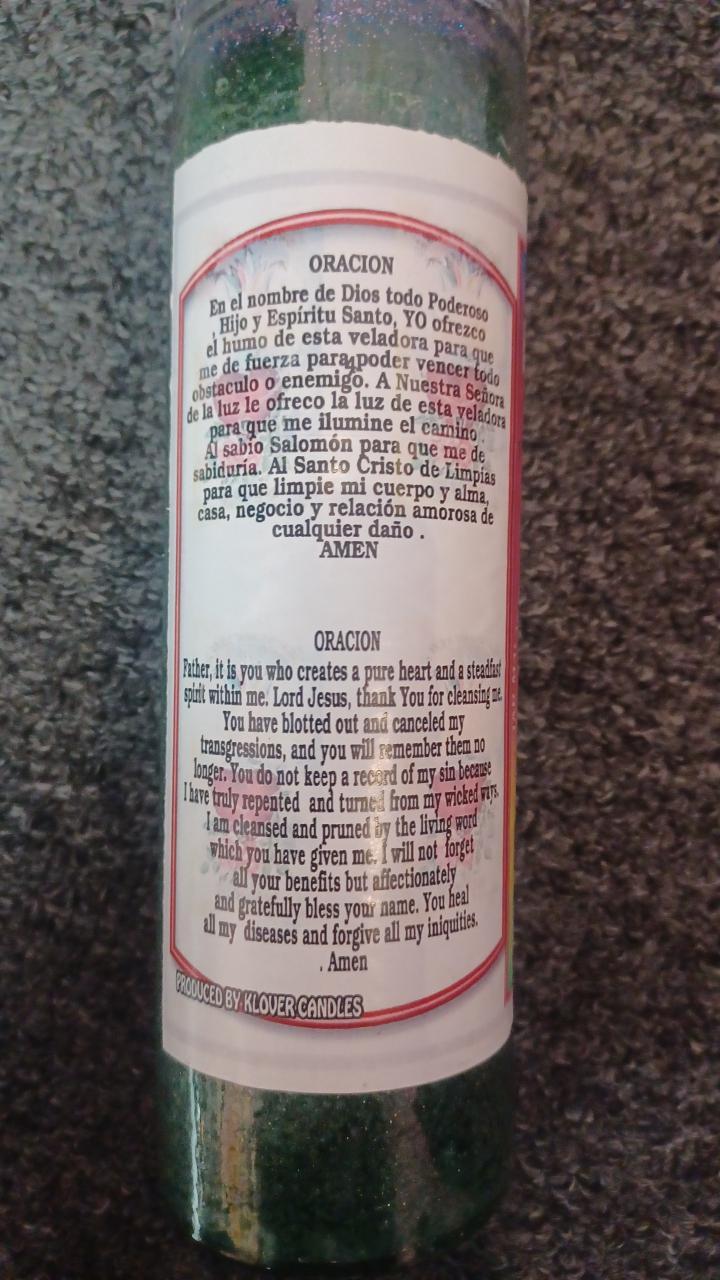 ORACION
En el nombre de Dios todo Poderoso
, Hijo y Espíritu Santo, YO ofrezco
el humo de esta veladora para que
me de fuerza para poder vencer todo
obstaculo o enemigo. A Nuestra Señora
de la luz le ofreco la luz de esta veladora
para que me ilumine el camino .
Al sabio Salomón para que me de
sabiduría. Al Santo Cristo de Limpias
para que limpie mi cuerpo y alma,
casa, negocio y relación amorosa de
cualquier daño .
AMEN
ORACION
Father, it is you who creates a pure heart and a steadfast
spirit within me. Lord Jesus, thank You for cleansing me.
You have blotted out and canceled my
transgressions, and you will remember them no
longer. You do not keep a record of my sin because
I have truly repented and turned from my wicked ways.
I am cleansed and pruned by the living word
which you have given me. I will not forget
all your benefits but affectionately
and gratefully bless your name. You heal
all my diseases and forgive all my iniquities.
. Amen
PRODUCED BY KLOVER CANDLES